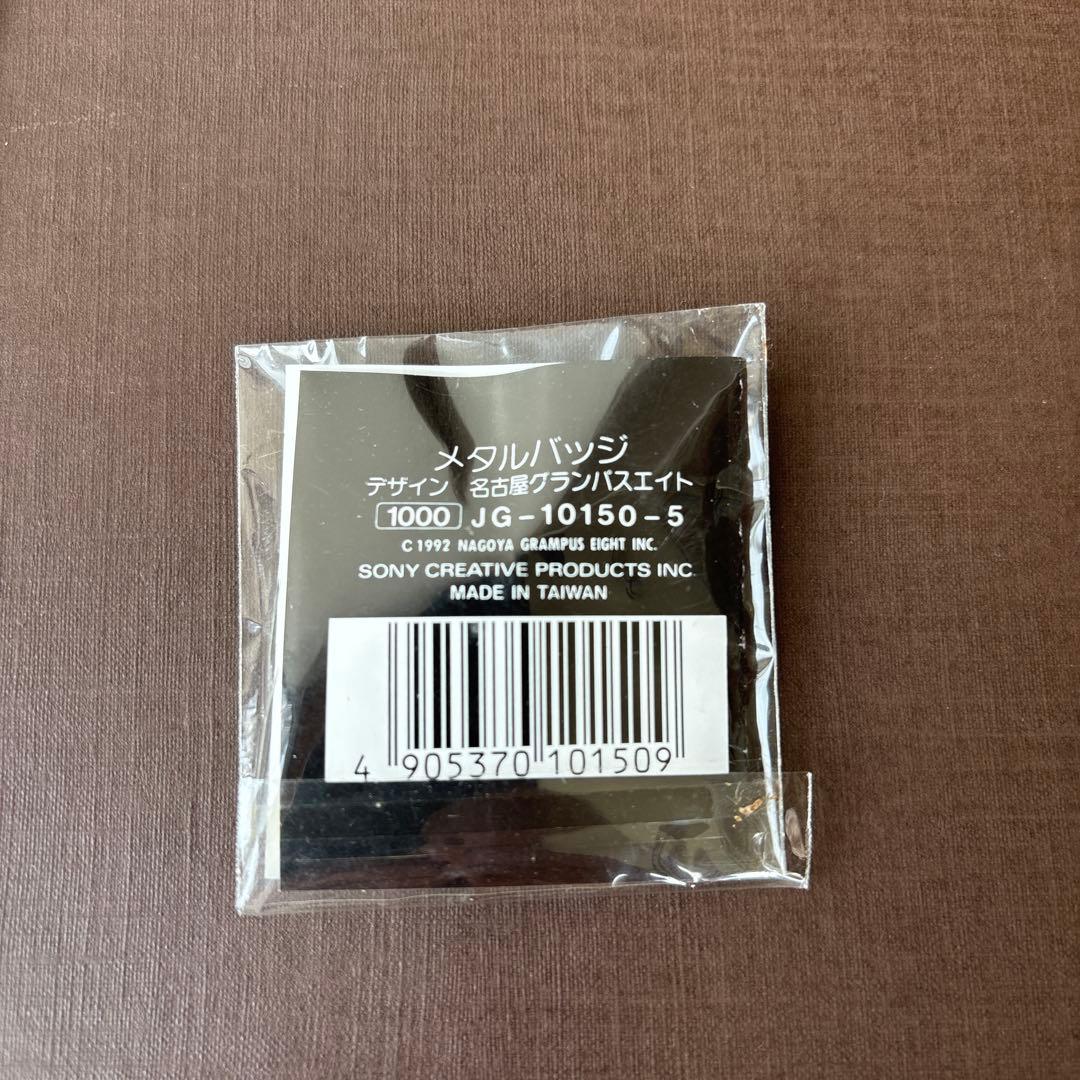 メタルバッジ
デザイン 名古屋グランパスエイト
1000 JG-10150-5
C 1992 NAGOYA GRAMPUS EIGHT INC.
SONY CREATIVE PRODUCTS INC
MADE IN TAIWAN
4 905370 101509